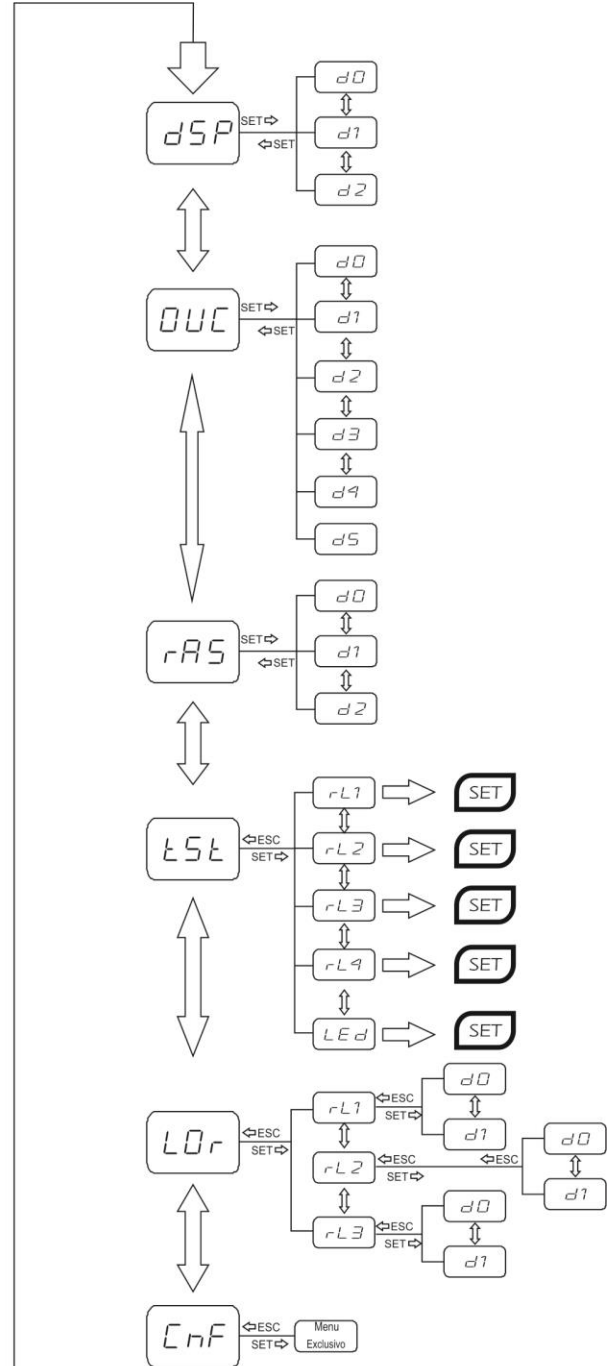 d0
dSP
SET
SET
d1
d2
d0
OUC
SET
SET
d1
d2
d3
d4
d5
d0
rAS
SET
SET
d1
d2
rL1
SET
tSt
ESC
SET
rL2
SET
rL3
SET
rL4
SET
LEd
SET
LOr
ESC
SET
rL1
ESC
SET
d0
d1
rL2
ESC
SET
ESC
d0
d1
rL3
ESC
SET
d0
d1
CnF
ESC
SET
Menu
Exclusivo